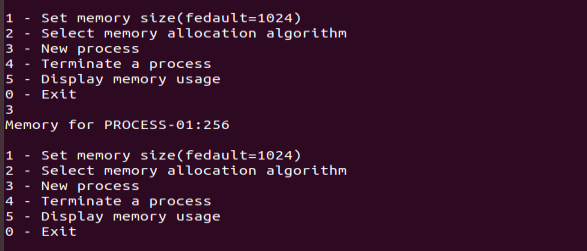 1 - Set memory size(fedault=1024)
2 - Select memory allocation algorithm
3 - New process
4 - Terminate a process
5 - Display memory usage
0 - Exit
3
Memory for PROCESS-01:256
1 - Set memory size(fedault=1024)
2 - Select memory allocation algorithm
3 - New process
4 - Terminate a process
5 - Display memory usage
0 - Exit